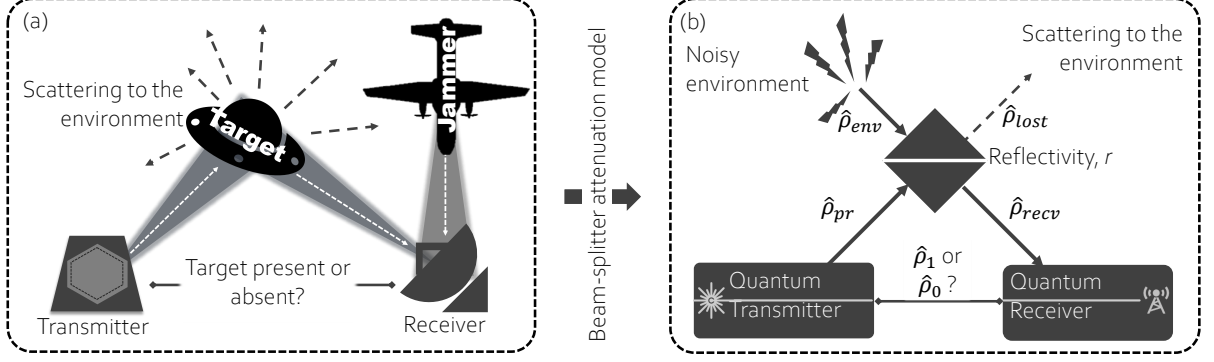 (a)
Scattering to the
environment
Target
Jammer
Target present or
absent?
Transmitter
Receiver
Beam-splitter attenuation model
(b)
Noisy
environment
Scattering to the
environment
ρ̂env
ρ̂lost
Reflectivity, r
ρ̂pr
ρ̂recv
Quantum
Transmitter
ρ̂1 or
ρ̂0 ?
Quantum
Receiver